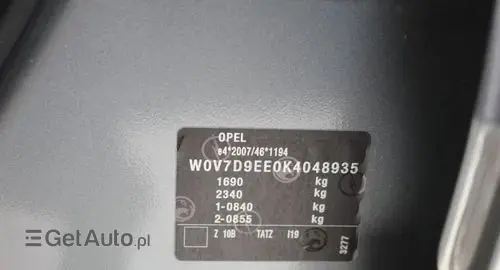 OPEL
e4*2007/46*1194
W0V7D9EE0K4048935
1690 kg
2340 kg
1-0840 kg
2-0855 kg
Z 10B TATZ I19
3277
GetAuto.pl